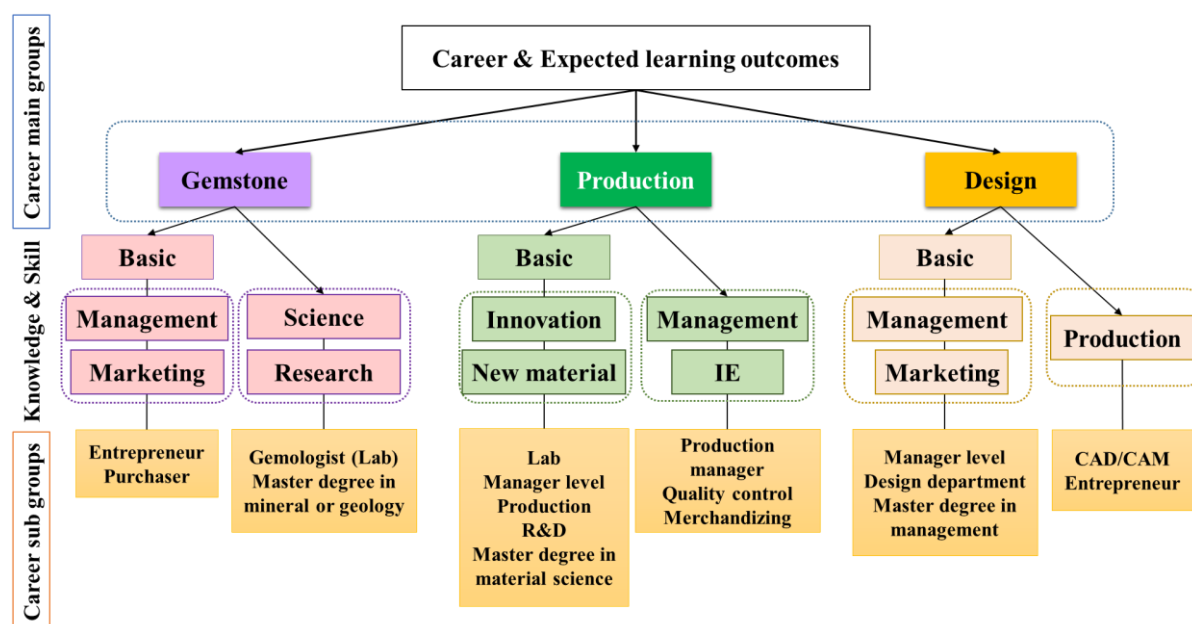 Career & Expected learning outcomes
Career main groups
Gemstone
Production
Design
Knowledge & Skill
Basic
Management
Marketing
Science
Research
Basic
Innovation
New material
Management
IE
Basic
Management
Marketing
Production
Career sub groups
Entrepreneur
Purchaser
Gemologist (Lab)
Master degree in
mineral or geology
Lab
Manager level
Production
R&D
Master degree in
material science
Production
manager
Quality control
Merchandizing
Manager level
Design department
Master degree in
management
CAD/CAM
Entrepreneur